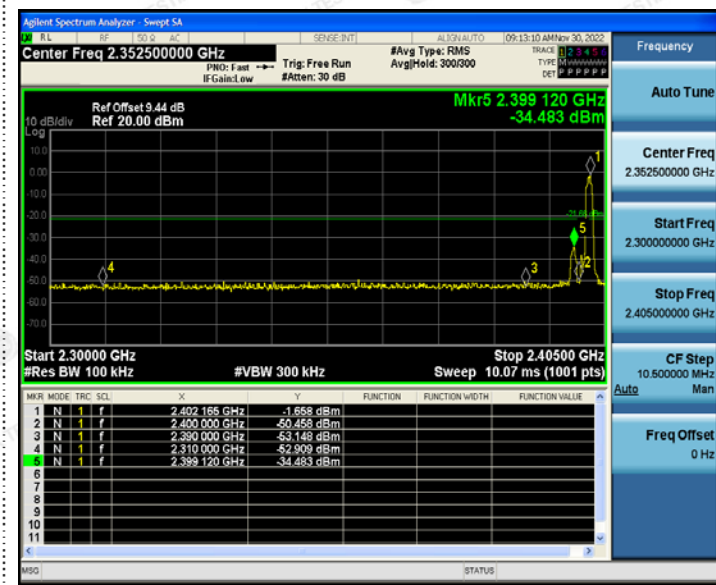 Agilent Spectrum Analyzer - Swept SA
RL RF 50 Ω AC SENSE:INT ALIGN AUTO 09:13:10 AM Nov 30, 2022
Center Freq 2.352500000 GHz #Avg Type: RMS TRACE 1 2 3 4 5 6
PNO: Fast Trig: Free Run Avg|Hold: 300/300 TYPE M
IFGain:Low #Atten: 30 dB DET P P P P P P
Ref Offset 9.44 dB Mkr5 2.399 120 GHz
10 dB/div Ref 20.00 dBm -34.483 dBm
Log
10.0
0.00
-10.0
-20.0
-30.0
-40.0
-50.0
-60.0
-70.0
1
5
4
3
2
Start 2.30000 GHz Stop 2.40500 GHz
#Res BW 100 kHz #VBW 300 kHz Sweep 10.07 ms (1001 pts)
MKR MODE TRC SCL X Y FUNCTION FUNCTION WIDTH FUNCTION VALUE
1 N 1 f 2.402 165 GHz -1.658 dBm
2 N 1 f 2.400 000 GHz -50.458 dBm
3 N 1 f 2.390 000 GHz -53.148 dBm
4 N 1 f 2.310 000 GHz -52.909 dBm
5 N 1 f 2.399 120 GHz -34.483 dBm
6
7
8
9
10
11
MSG STATUS
Frequency
Auto Tune
Center Freq
2.352500000 GHz
Start Freq
2.300000000 GHz
Stop Freq
2.405000000 GHz
CF Step
10.500000 MHz
Auto Man
Freq Offset
0 Hz